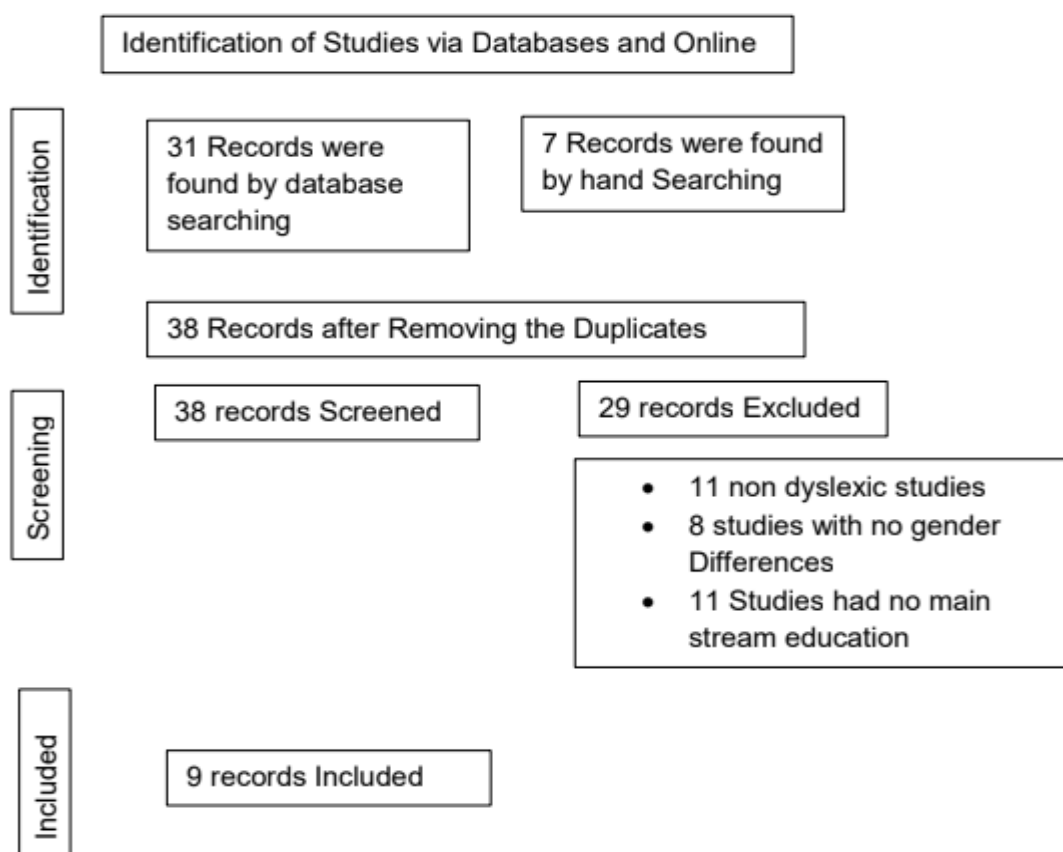 Identification of Studies via Databases and Online
Identification
31 Records were
found by database
searching
7 Records were found
by hand Searching
38 Records after Removing the Duplicates
Screening
38 records Screened
29 records Excluded
• 11 non dyslexic studies
• 8 studies with no gender
Differences
• 11 Studies had no main
stream education
Included
9 records Included